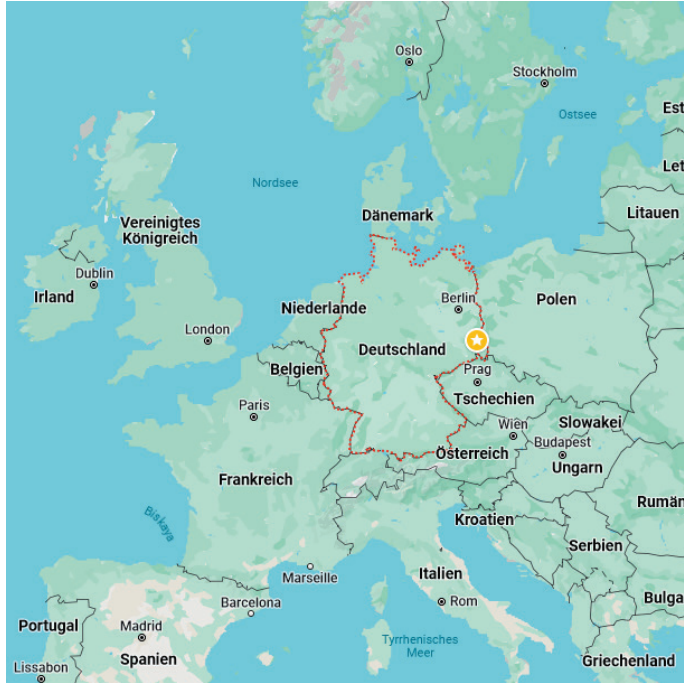 Oslo
Stockholm
Ostsee
Est
Let
Nordsee
Litauen
Dänemark
Vereinigtes
Königreich
Dublin
Irland
Niederlande
Berlin
Polen
London
Deutschland
Belgien
Prag
Tschechien
Paris
Wien
Slowakei
Österreich
Budapest
Ungarn
Frankreich
Rumän
Biskaya
Kroatien
Serbien
Marseille
Italien
Barcelona
Rom
Bulga
Portugal
Madrid
Tyrrhenisches
Meer
Spanien
Griechenland
Lissabon